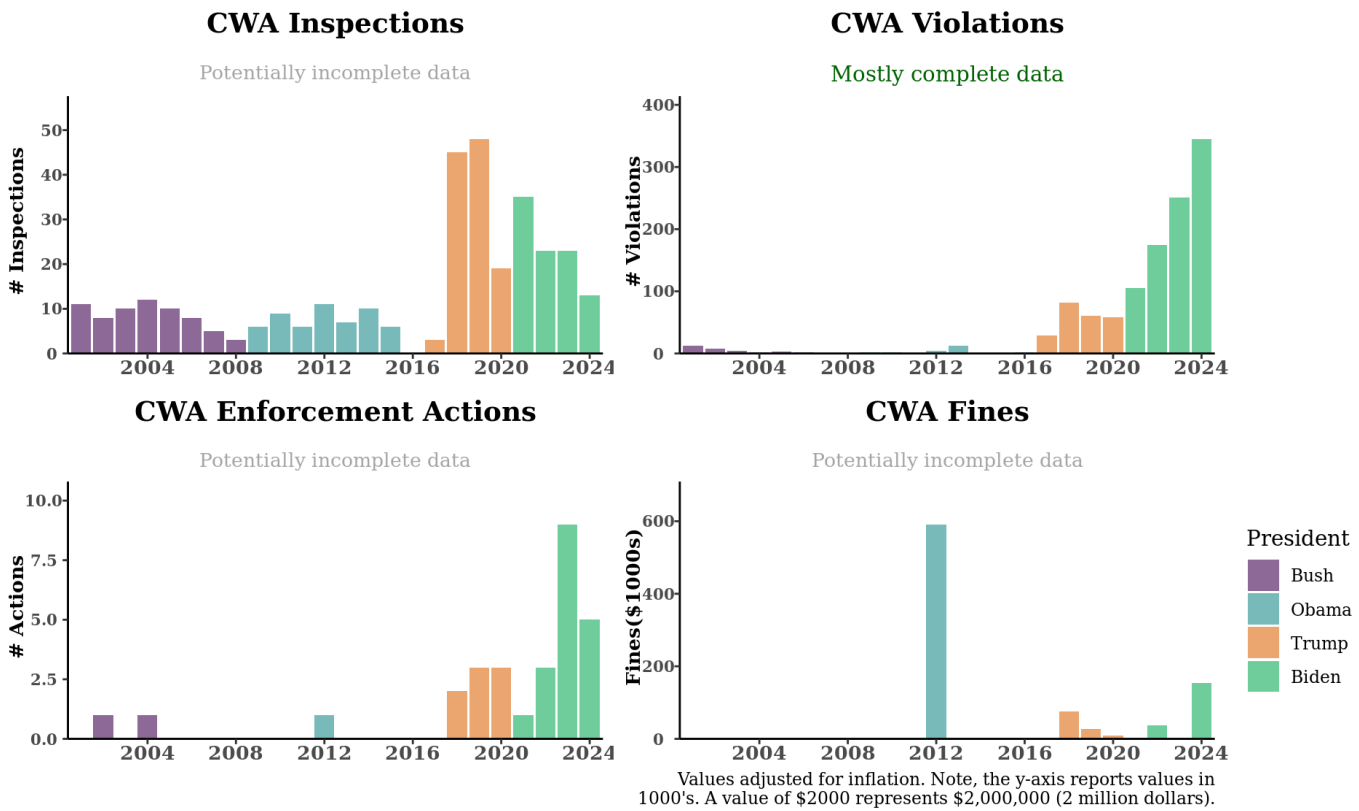 CWA Inspections
Potentially incomplete data
# Inspections
50
40
30
20
10
0
2004 2008 2012 2016 2020 2024
CWA Violations
Mostly complete data
# Violations
400
300
200
100
0
2004 2008 2012 2016 2020 2024
CWA Enforcement Actions
Potentially incomplete data
# Actions
10.0
7.5
5.0
2.5
0.0
2004 2008 2012 2016 2020 2024
CWA Fines
Potentially incomplete data
Fines($1000s)
600
400
200
0
2004 2008 2012 2016 2020 2024
President
Bush
Obama
Trump
Biden
Values adjusted for inflation. Note, the y-axis reports values in
1000's. A value of $2000 represents $2,000,000 (2 million dollars).